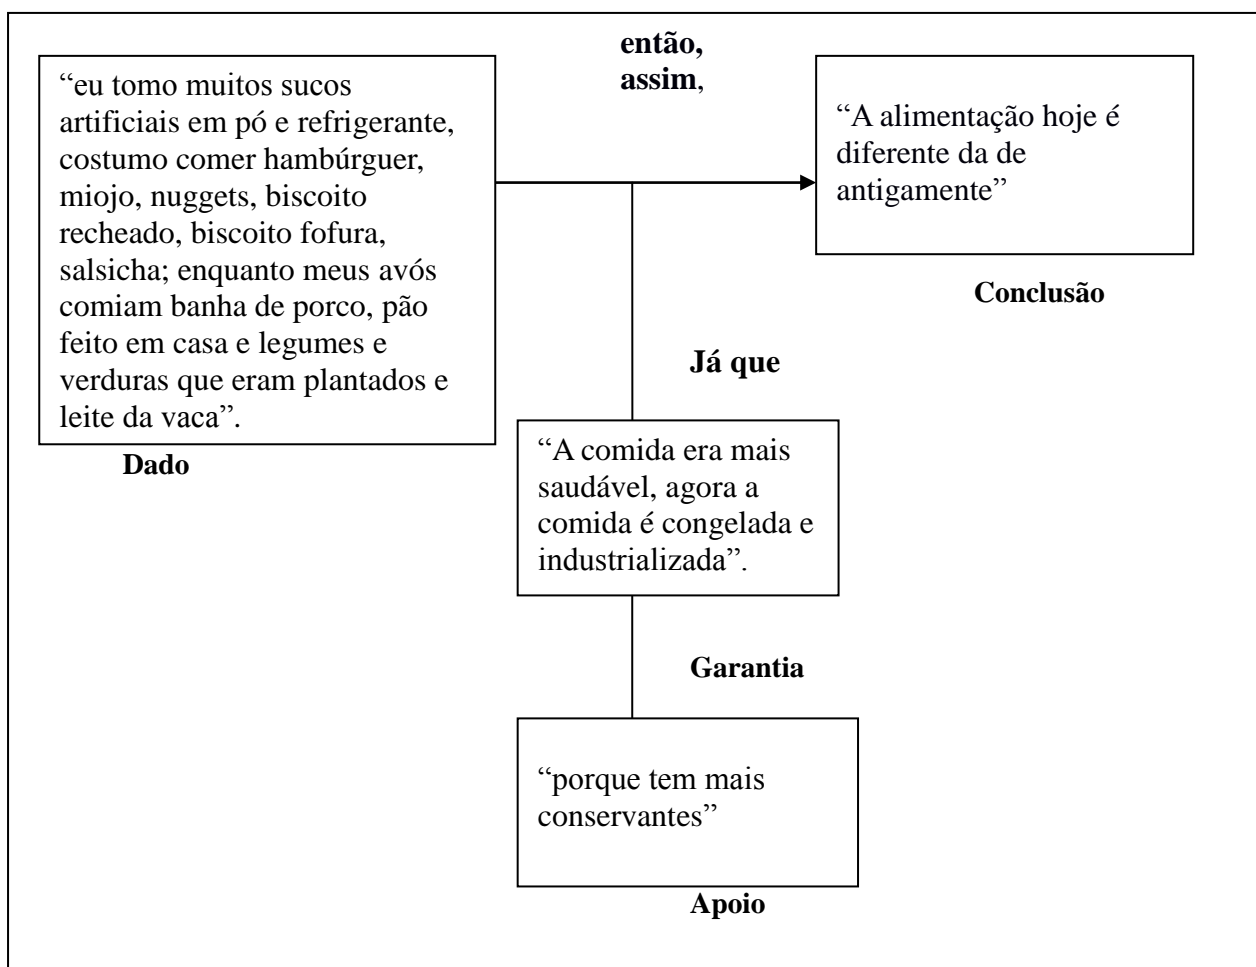 então,
assim,
“eu tomo muitos sucos
artificiais em pó e refrigerante,
costumo comer hambúrguer,
miojo, nuggets, biscoito
recheado, biscoito fofura,
salsicha; enquanto meus avós
comiam banha de porco, pão
feito em casa e legumes e
verduras que eram plantados e
leite da vaca”.
Dado
“A alimentação hoje é
diferente da de
antigamente”
Conclusão
Já que
“A comida era mais
saudável, agora a
comida é congelada e
industrializada”.
Garantia
“porque tem mais
conservantes”
Apoio